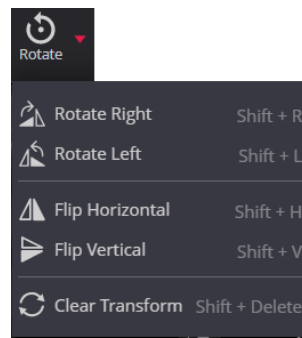 Rotate
Rotate Right Shift + R
Rotate Left Shift + L
Flip Horizontal Shift + H
Flip Vertical Shift + V
Clear Transform Shift + Delete